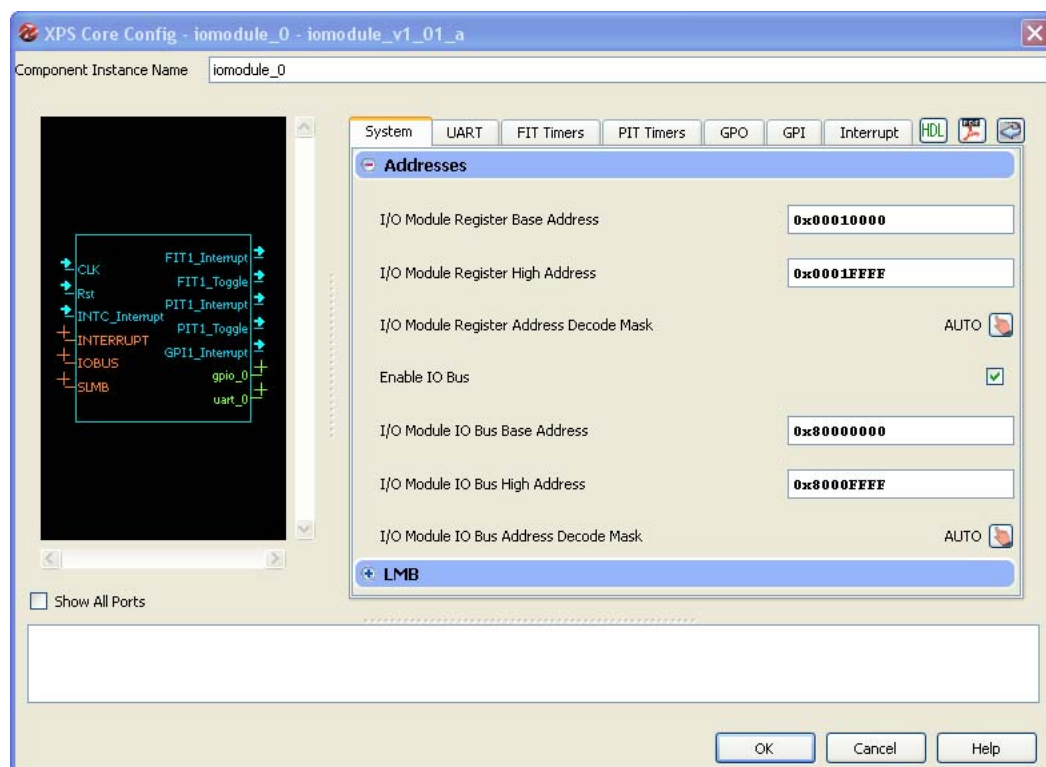 XPS Core Config - iomodule_0 - iomodule_v1_01_a
Component Instance Name iomodule_0
System UART FIT Timers PIT Timers GPO GPI Interrupt HDL PDF
Addresses
I/O Module Register Base Address 0x00010000
I/O Module Register High Address 0x0001FFFF
I/O Module Register Address Decode Mask AUTO
Enable IO Bus
I/O Module IO Bus Base Address 0x80000000
I/O Module IO Bus High Address 0x8000FFFF
I/O Module IO Bus Address Decode Mask AUTO
LMB
CLK
Rst
INTC_Interrupt
INTERRUPT
IOBUS
SLMB
FIT1_Interrupt
FIT1_Toggle
PIT1_Interrupt
PIT1_Toggle
GPI1_Interrupt
gpio_0
uart_0
Show All Ports
OK Cancel Help